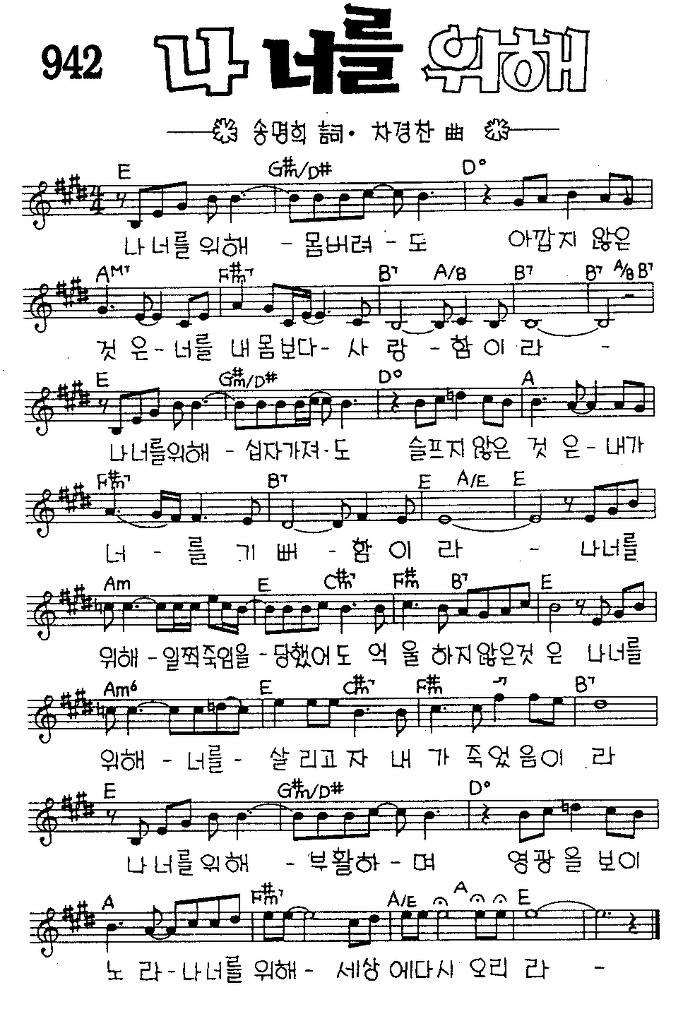 942 나 너를 위해
송명희 詞 · 차경찬 曲
E G#m/D# D°
나 너를 위해 - 몸버려 - 도 아깝지 않은
AM7 F#m7 B7 A/B B7 B7 A/B B7
것 은 - 너를 내 몸보다 - 사 랑 - 함 이 라 -
E G#m/D# D° A
나너를위해 - 십자가져 - 도 슬프지않은 것 은 - 내가
F#m7 B7 E A/E E
너 - 를 기 뻐 - 함 이 라 - 나너를
Am E C#m7 F#m B7 E
위해 - 일찍죽임을 - 당했어도 억 울 하지않은것 은 나너를
Am6 E C#m7 F#m 7 B7
위해 - 너를 - 살 리고자 내 가 죽었음이 라
E G#m/D# D°
나 너를 위해 - 부활하 - 며 영광을 보이
A F#m7 A/E A E
노 라 - 나너를 위해 - 세상 에다시 오리 라 -